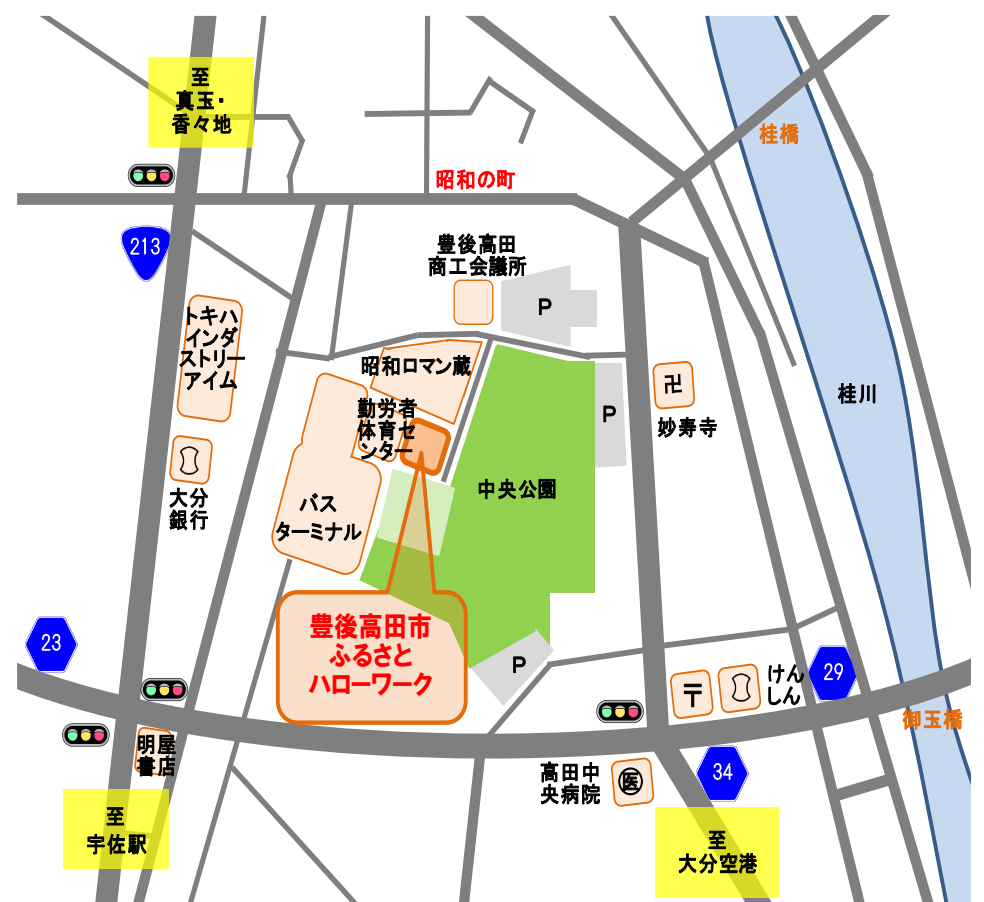 至
真玉・
香々地
桂橋
昭和の町
213
豊後高田
商工会議所
P
トキハ
インダ
ストリー
アイム
昭和ロマン蔵
卍
桂川
勤労者
体育セ
ンター
P
妙寿寺
中央公園
大分
銀行
バス
ターミナル
豊後高田市
ふるさと
ハローワーク
23
P
〒
けん
しん
29
御玉橋
明屋
書店
高田中
央病院
医
34
至
宇佐駅
至
大分空港